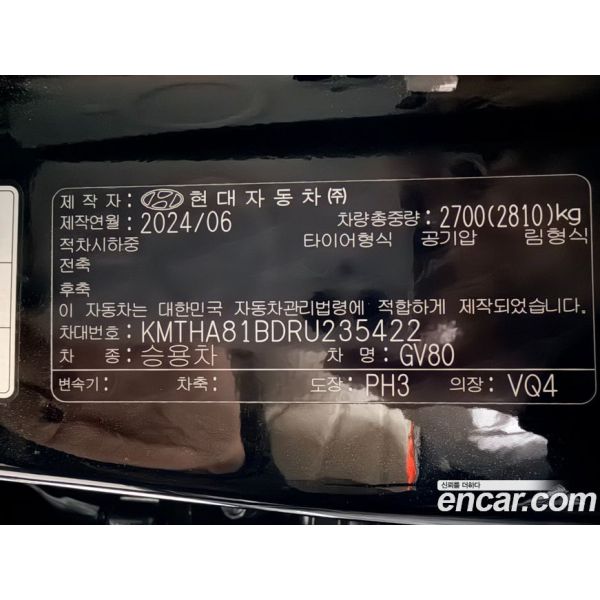 제 작 자: 현대자동차㈜
제작연월: 2024/06 차량총중량: 2700(2810)kg
적차시하중 타이어형식 공기압 림형식
전축
후축
이 자동차는 대한민국 자동차관리법령에 적합하게 제작되었습니다.
차대번호: KMTHA81BDRU235422
차 종: 승용차 차 명: GV80
변속기: 차축: 도장: PH3 의장: VQ4
신뢰를 더하다
encar.com